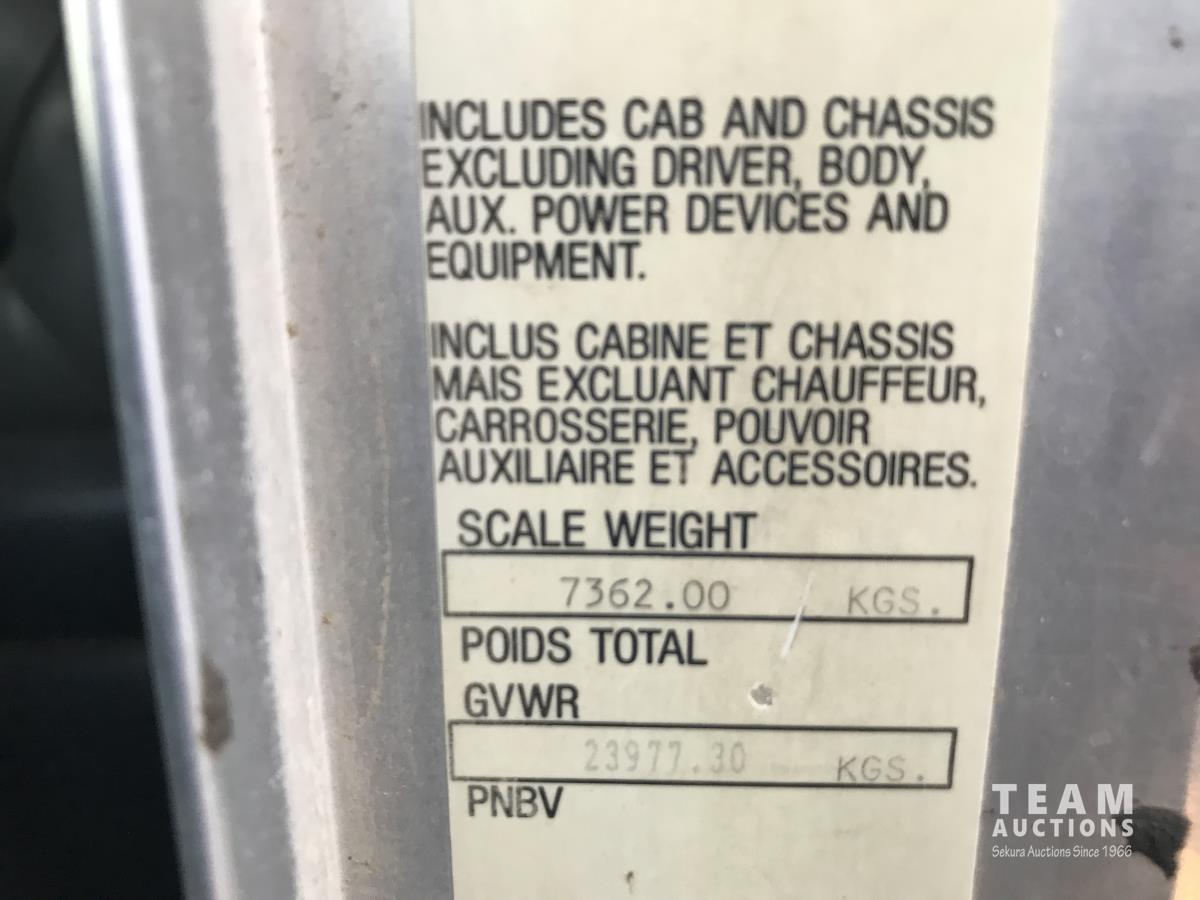 INCLUDES CAB AND CHASSIS
EXCLUDING DRIVER, BODY,
AUX. POWER DEVICES AND
EQUIPMENT.
INCLUS CABINE ET CHASSIS
MAIS EXCLUANT CHAUFFEUR,
CARROSSERIE, POUVOIR
AUXILIAIRE ET ACCESSOIRES.
SCALE WEIGHT
7362.00 KGS.
POIDS TOTAL
GVWR
23977.30 KGS.
PNBV
TEAM
AUCTIONS
Sekura Auctions Since 1966